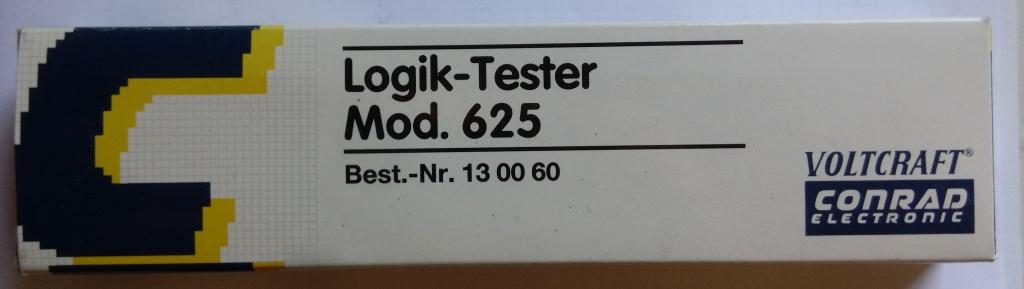 Logik-Tester
Mod. 625
Best.-Nr. 13 00 60
VOLTCRAFT®
CONRAD
ELECTRONIC